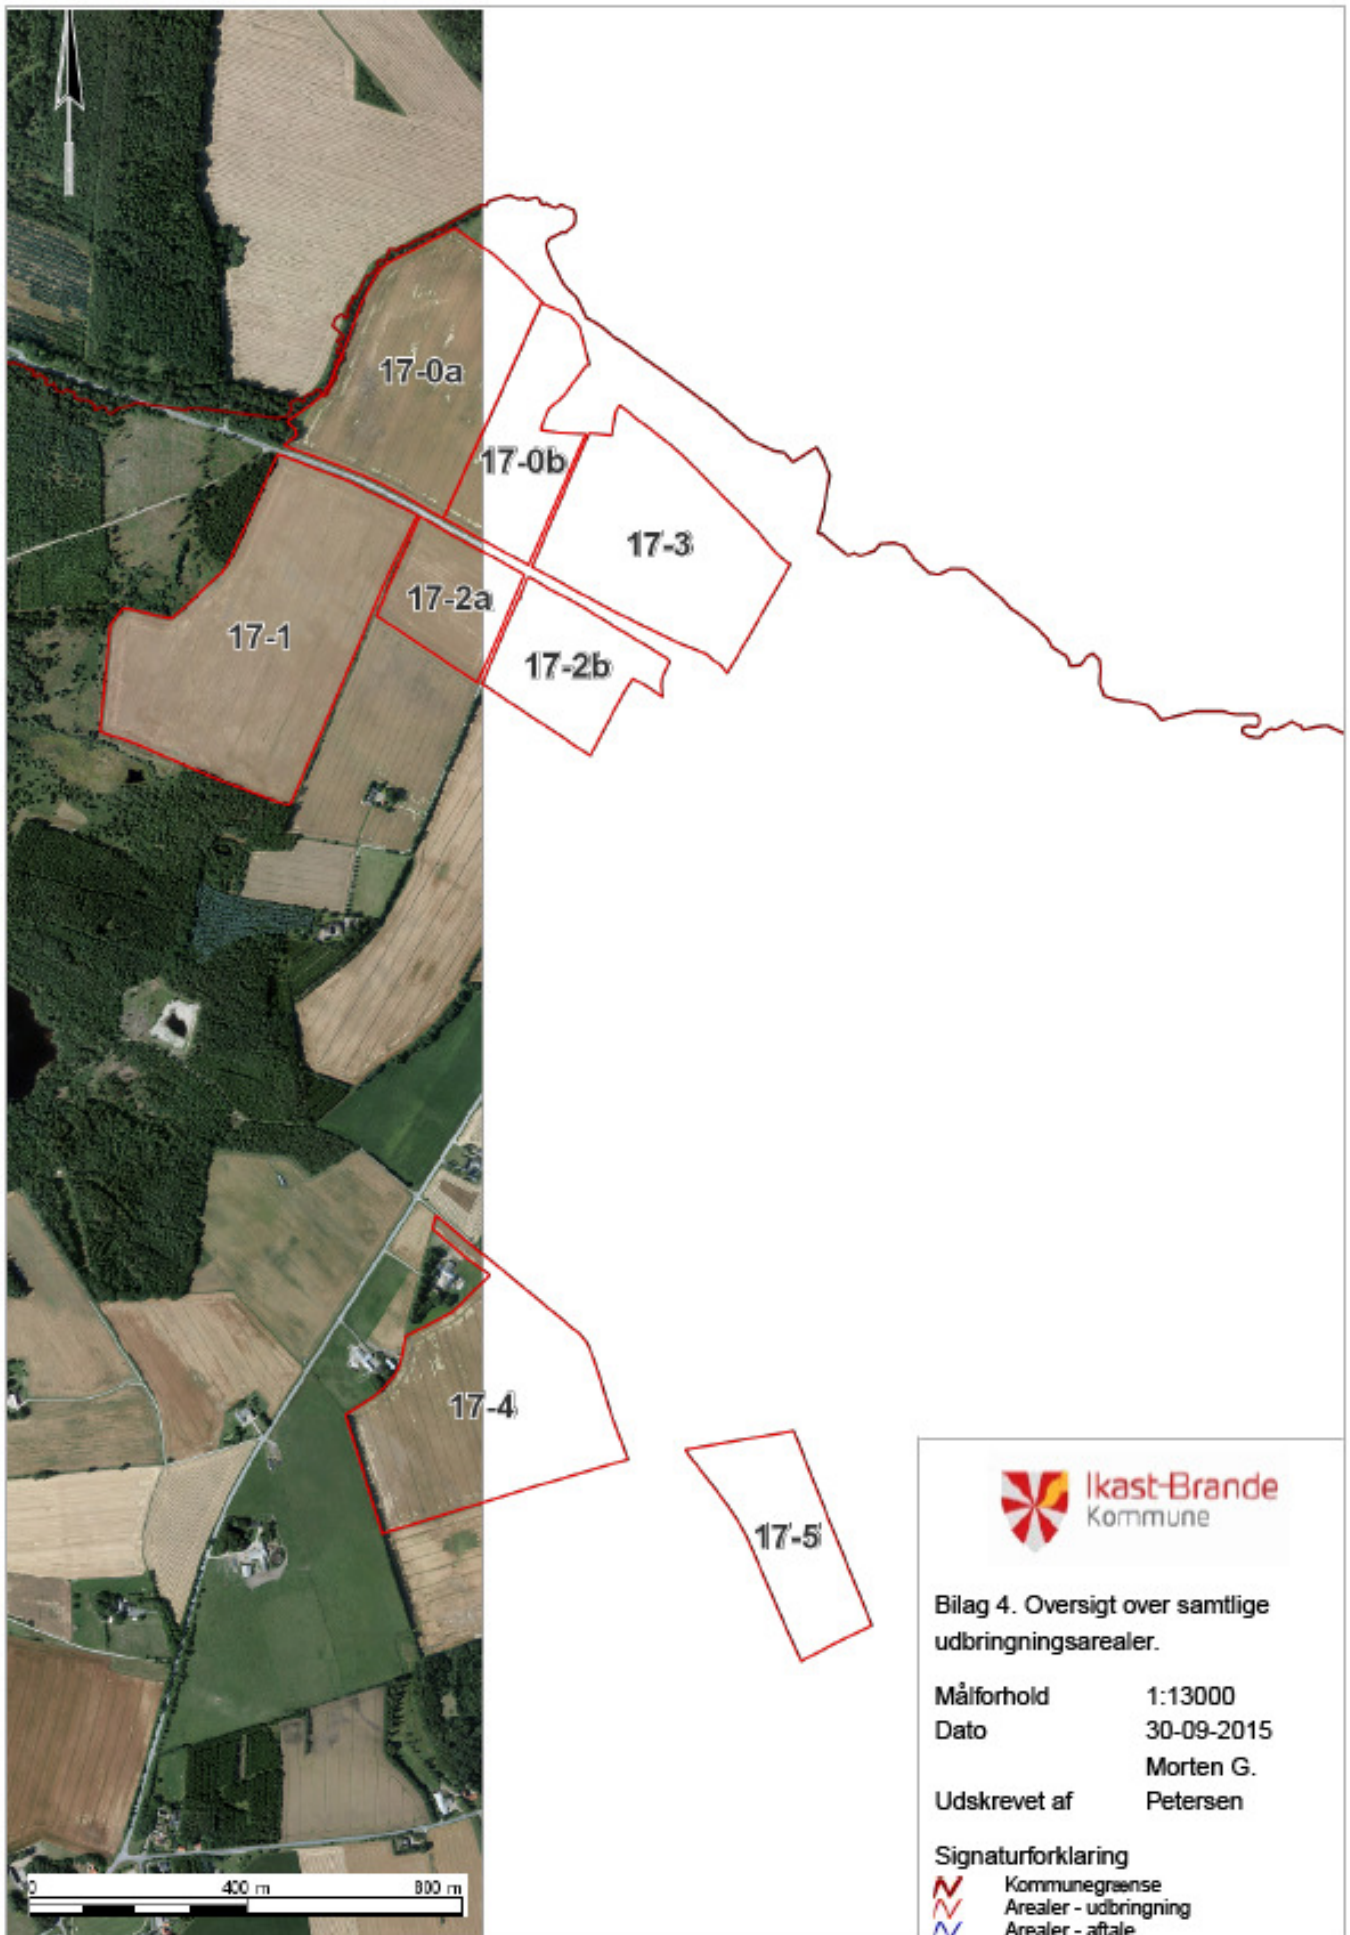 17-0a
17-0b
17-3
17-2a
17-1
17-2b
17-4
17-5
Ikast-Brande
Kommune
Bilag 4. Oversigt over samtlige
udbringningsarealer.
Målforhold 1:13000
Dato 30-09-2015
Morten G.
Udskrevet af Petersen
Signaturforklaring
Kommunegrænse
Arealer - udbringning
Arealer - aftale
0 400 m 800 m